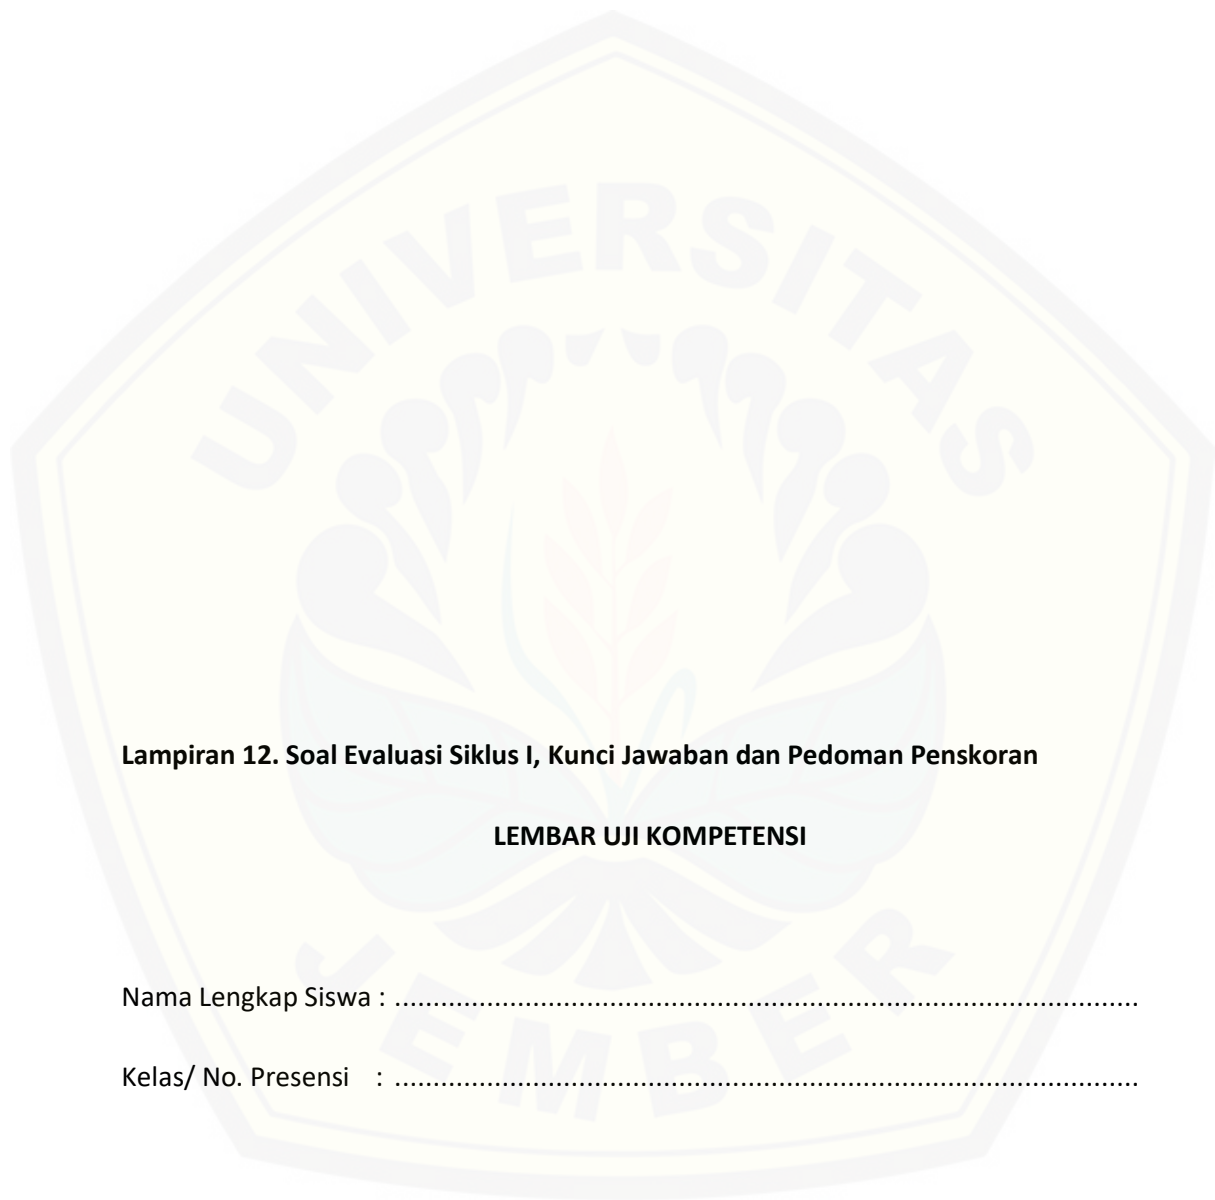 UNIVERSITAS
Lampiran 12. Soal Evaluasi Siklus I, Kunci Jawaban dan Pedoman Penskoran
LEMBAR UJI KOMPETENSI
Nama Lengkap Siswa : ................................................................................
Kelas/ No. Presensi : ................................................................................
JEMBER